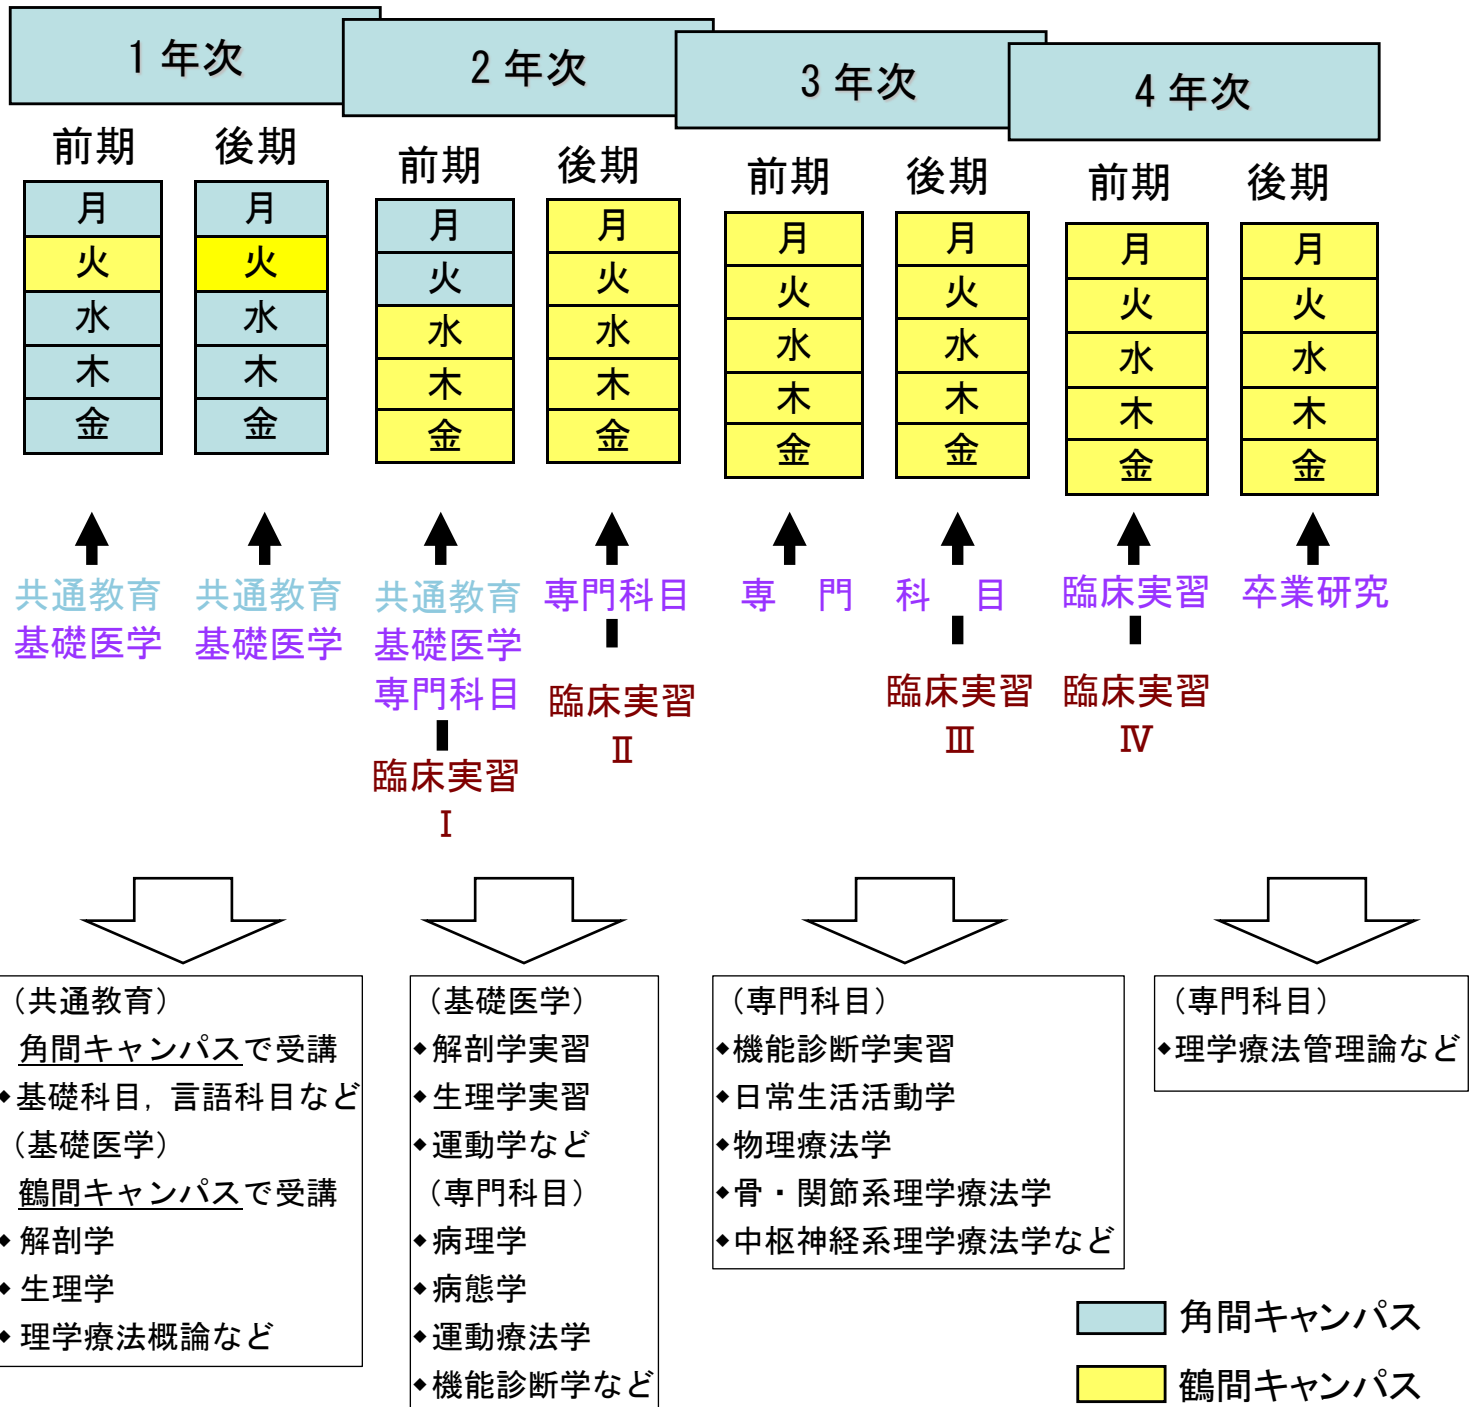 1年次
2年次
3年次
4年次
前期
後期
前期
後期
前期
後期
前期
後期
月
火
水
木
金
月
火
水
木
金
月
火
水
木
金
月
火
水
木
金
月
火
水
木
金
月
火
水
木
金
月
火
水
木
金
月
火
水
木
金
共通教育
基礎医学
共通教育
基礎医学
共通教育
基礎医学
専門科目
臨床実習
Ⅰ
専門科目
臨床実習
Ⅱ
専 門 科 目
臨床実習
Ⅲ
臨床実習
臨床実習
Ⅳ
卒業研究
(共通教育)
角間キャンパスで受講
◆基礎科目，言語科目など
(基礎医学)
鶴間キャンパスで受講
◆解剖学
◆生理学
◆理学療法概論など
(基礎医学)
◆解剖学実習
◆生理学実習
◆運動学など
(専門科目)
◆病理学
◆病態学
◆運動療法学
◆機能診断学など
(専門科目)
◆機能診断学実習
◆日常生活活動学
◆物理療法学
◆骨・関節系理学療法学
◆中枢神経系理学療法学など
(専門科目)
◆理学療法管理論など
角間キャンパス
鶴間キャンパス